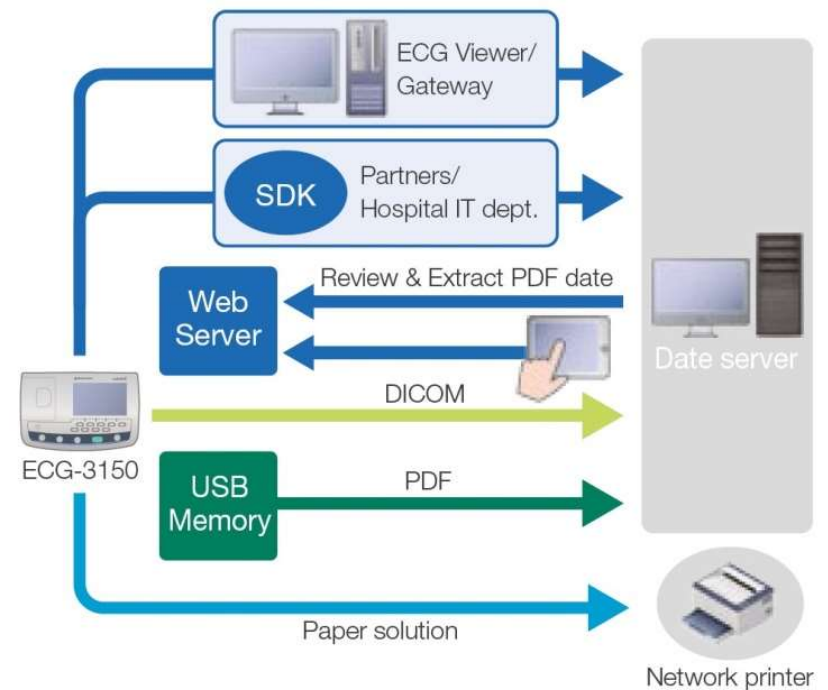 ECG Viewer/
Gateway
SDK
Partners/
Hospital IT dept.
Review & Extract PDF date
Web
Server
Date server
DICOM
ECG-3150
USB
Memory
PDF
Paper solution
Network printer